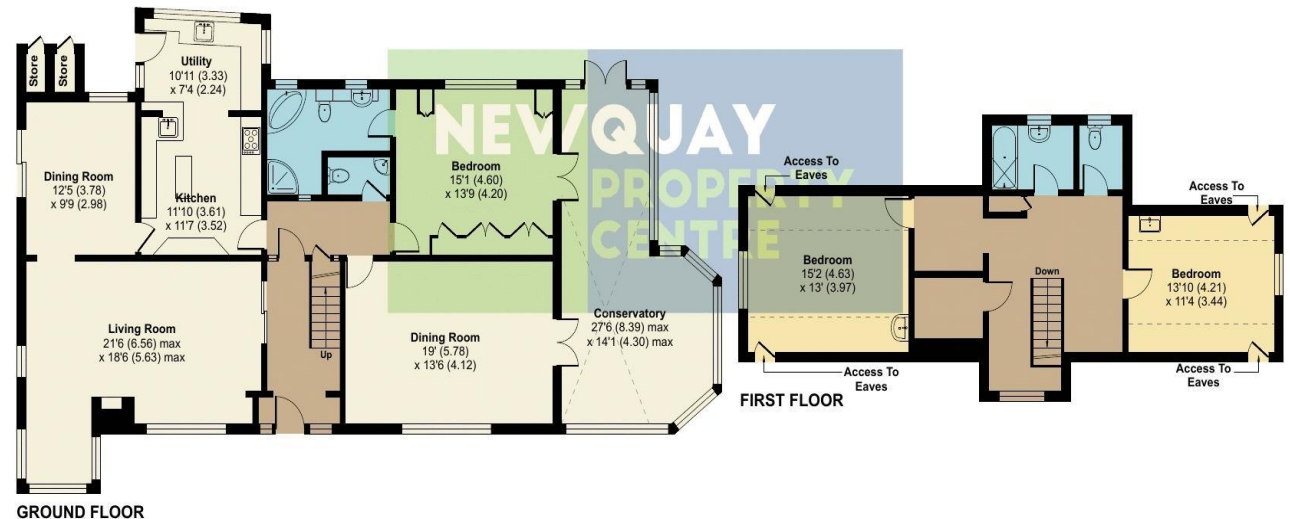 Store
Store
Utility
10'11 (3.33)
x 7'4 (2.24)
Dining Room
12'5 (3.78)
x 9'9 (2.98)
Kitchen
11'10 (3.61)
x 11'7 (3.52)
Bedroom
15'1 (4.60)
x 13'9 (4.20)
NEWQUAY
PROPERTY
CENTRE
Living Room
21'6 (6.56) max
x 18'6 (5.63) max
Up
Dining Room
19' (5.78)
x 13'6 (4.12)
Conservatory
27'6 (8.39) max
x 14'1 (4.30) max
GROUND FLOOR
Access To
Eaves
Access To
Eaves
Bedroom
15'2 (4.63)
x 13' (3.97)
Down
Bedroom
13'10 (4.21)
x 11'4 (3.44)
Access To
Eaves
Access To
Eaves
FIRST FLOOR